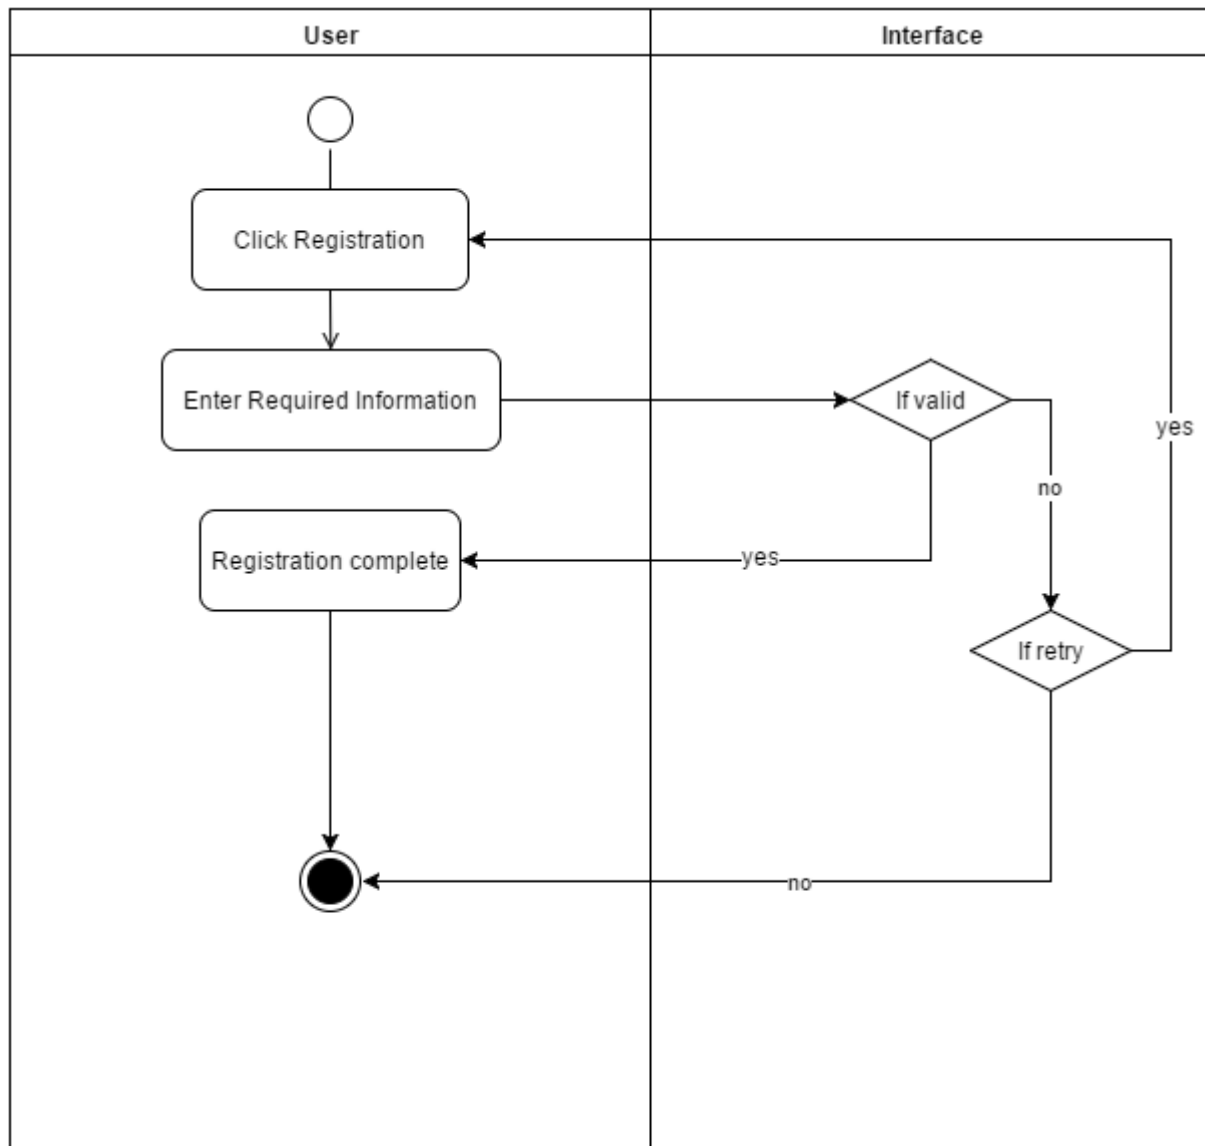 User
Interface
Click Registration
Enter Required Information
If valid
yes
no
Registration complete
yes
If retry
no